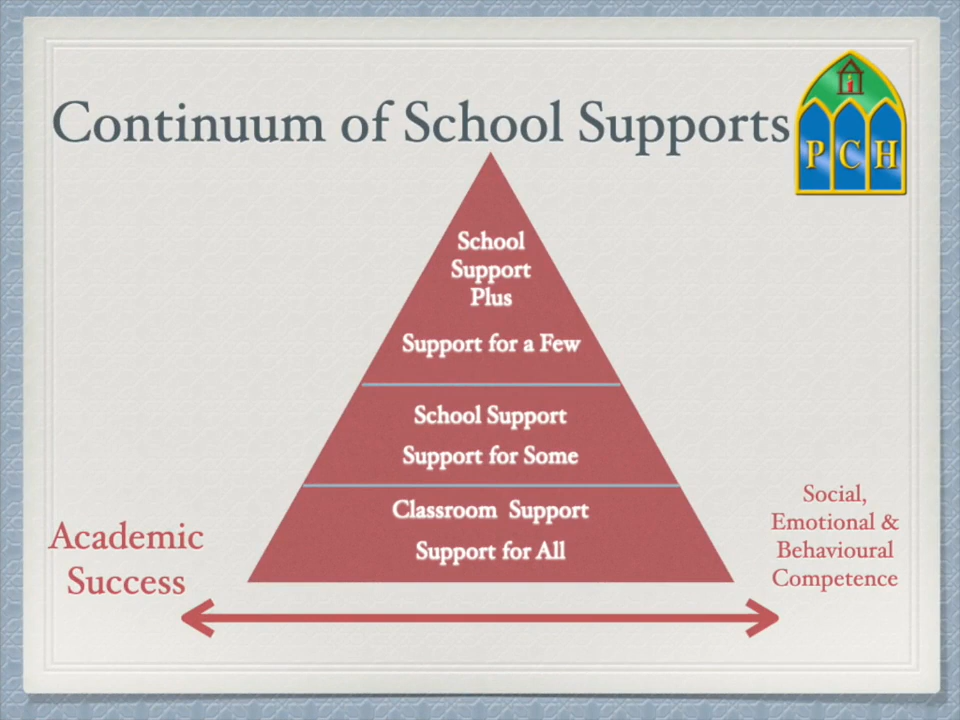 Continuum of School Supports
P C H
School
Support
Plus
Support for a Few
School Support
Support for Some
Classroom Support
Support for All
Academic
Success
Social,
Emotional &
Behavioural
Competence